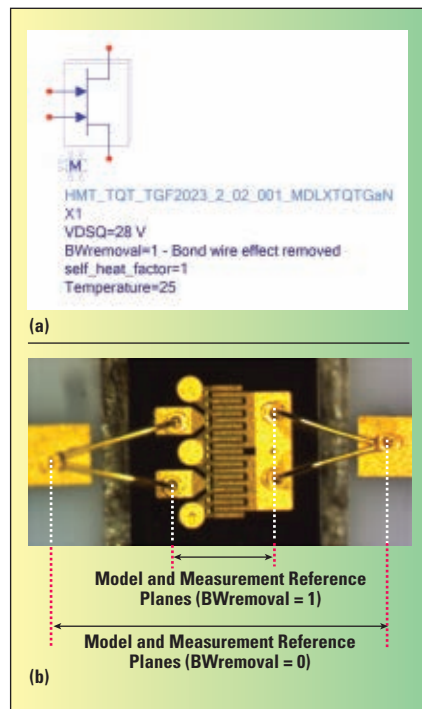 M
HMT_TQT_TGF2023_2_02_001_MDLXTQTGaN
X1
VDSQ=28 V
BWremoval=1 - Bond wire effect removed
self_heat_factor=1
Temperature=25
(a)
Model and Measurement Reference
Planes (BWremoval = 1)
Model and Measurement Reference
Planes (BWremoval = 0)
(b)